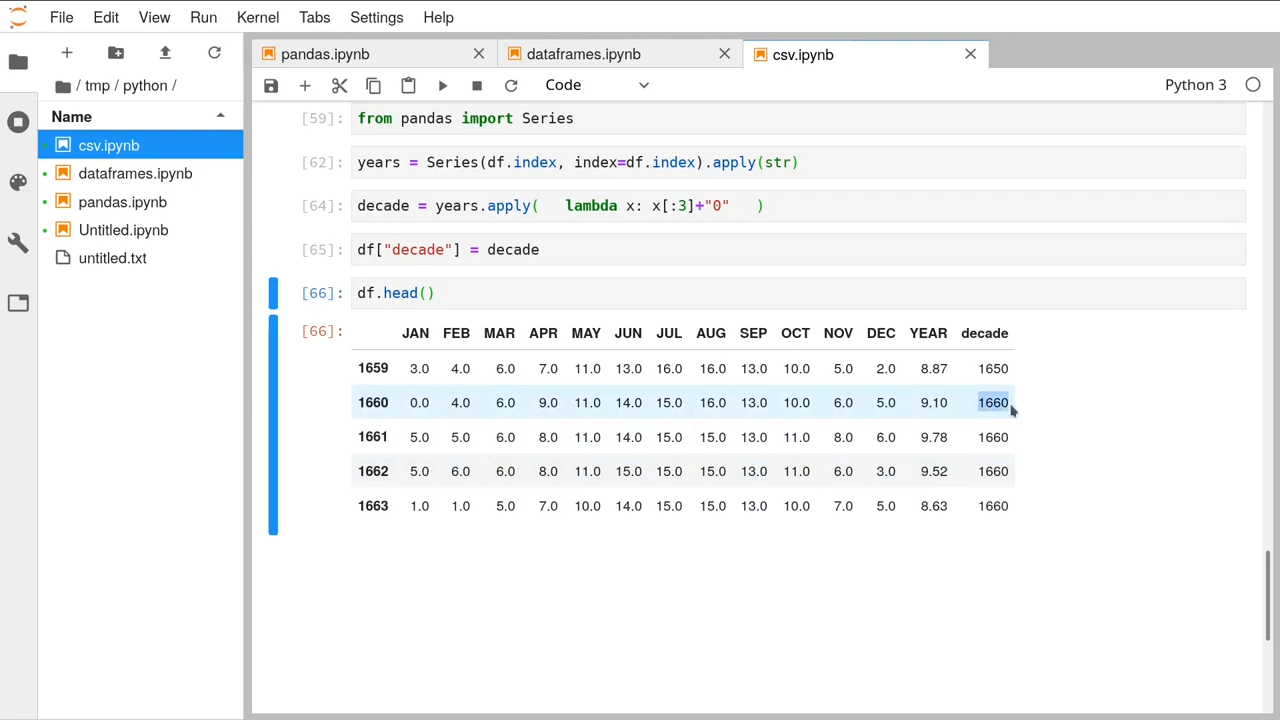 File Edit View Run Kernel Tabs Settings Help
pandas.ipynb
dataframes.ipynb
csv.ipynb
/ tmp / python /
Code
Python 3
Name
csv.ipynb
dataframes.ipynb
pandas.ipynb
Untitled.ipynb
untitled.txt
[59]: from pandas import Series
[62]: years = Series(df.index, index=df.index).apply(str)
[64]: decade = years.apply(   lambda x: x[:3]+"0"   )
[65]: df["decade"] = decade
[66]: df.head()
[66]: JAN FEB MAR APR MAY JUN JUL AUG SEP OCT NOV DEC YEAR decade
1659 3.0 4.0 6.0 7.0 11.0 13.0 16.0 16.0 13.0 10.0 5.0 2.0 8.87 1650
1660 0.0 4.0 6.0 9.0 11.0 14.0 15.0 16.0 13.0 10.0 6.0 5.0 9.10 1660
1661 5.0 5.0 6.0 8.0 11.0 14.0 15.0 15.0 13.0 11.0 8.0 6.0 9.78 1660
1662 5.0 6.0 6.0 8.0 11.0 15.0 15.0 15.0 13.0 11.0 6.0 3.0 9.52 1660
1663 1.0 1.0 5.0 7.0 10.0 14.0 15.0 15.0 13.0 10.0 7.0 5.0 8.63 1660